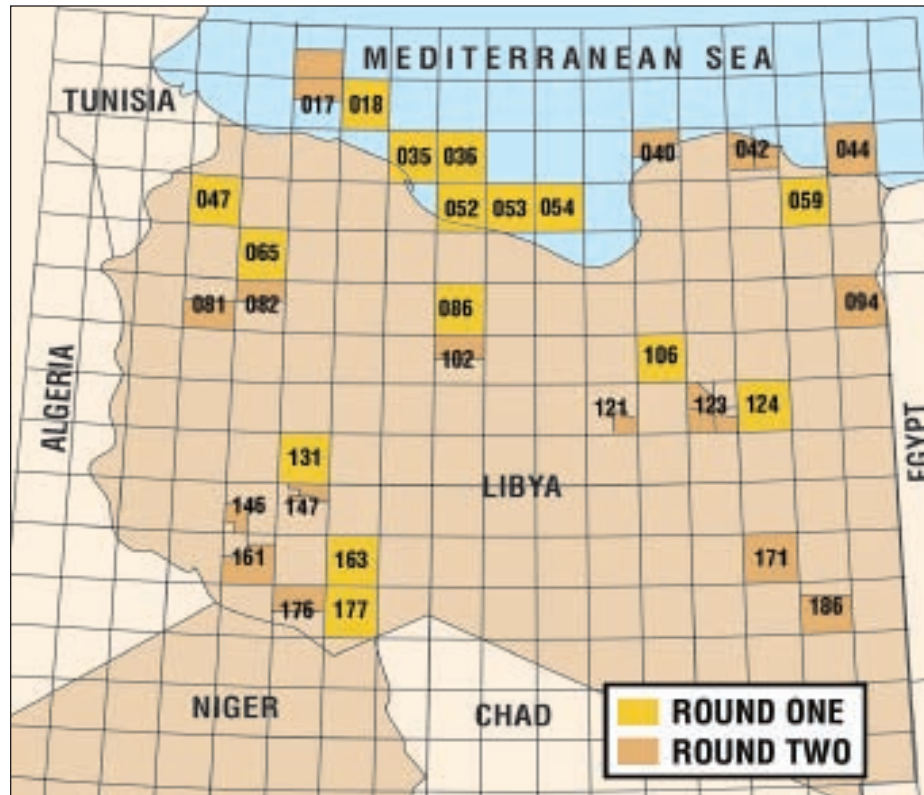 MEDITERRANEAN SEA
TUNISIA
017 018
035 036 040 042 044
047 052 053 054 059
065
081 082 086 094
102 106
ALGERIA
121 123 124
EGYPT
131
LIBYA
146 147
161 163 171
176 177 186
NIGER
CHAD
ROUND ONE
ROUND TWO